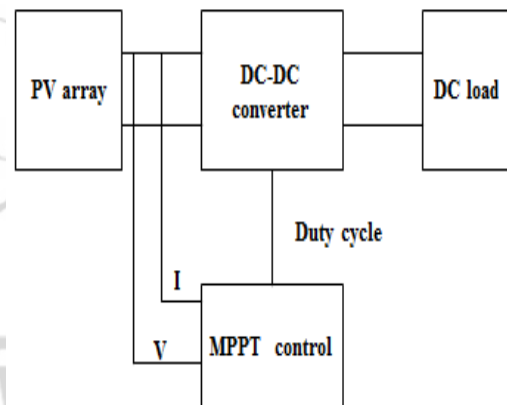 PV array
DC-DC
converter
DC load
Duty cycle
I
V
MPPT control